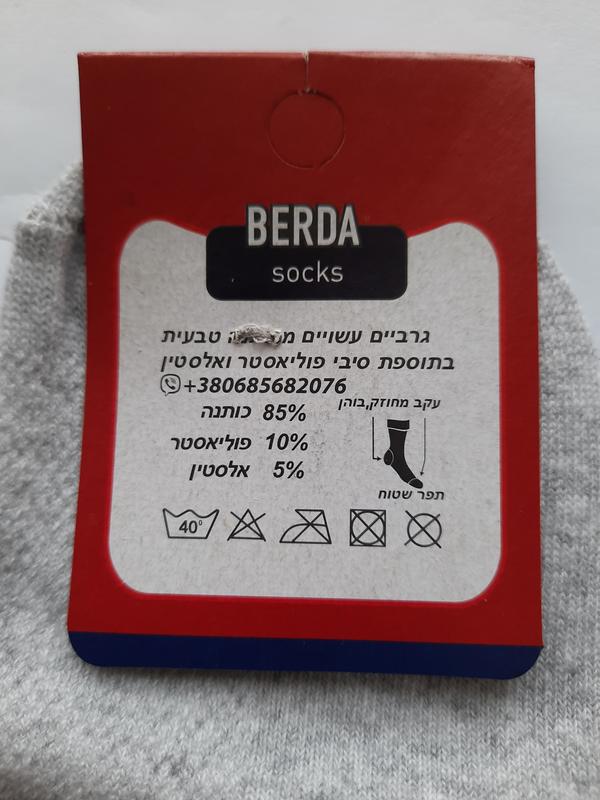 BERDA
socks
גרביים עשויים טבעית
בתוספת סיבי פוליאסטר ואלסטין
+380685682076
85% כותנה
10% פוליאסטר
5% אלסטין
עקב מחוזק,בוהן
תפר שטוח
40°